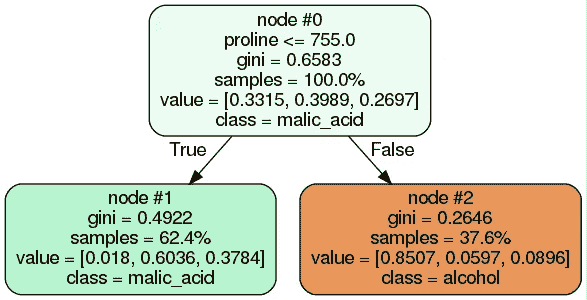 node #0
proline <= 755.0
gini = 0.6583
samples = 100.0%
value = [0.3315, 0.3989, 0.2697]
class = malic_acid
True
False
node #1
gini = 0.4922
samples = 62.4%
value = [0.018, 0.6036, 0.3784]
class = malic_acid
node #2
gini = 0.2646
samples = 37.6%
value = [0.8507, 0.0597, 0.0896]
class = alcohol